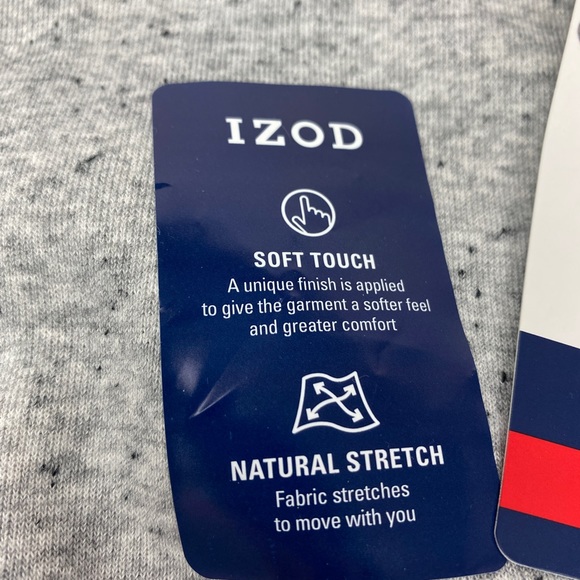 IZOD
SOFT TOUCH
A unique finish is applied
to give the garment a softer feel
and greater comfort
NATURAL STRETCH
Fabric stretches
to move with you